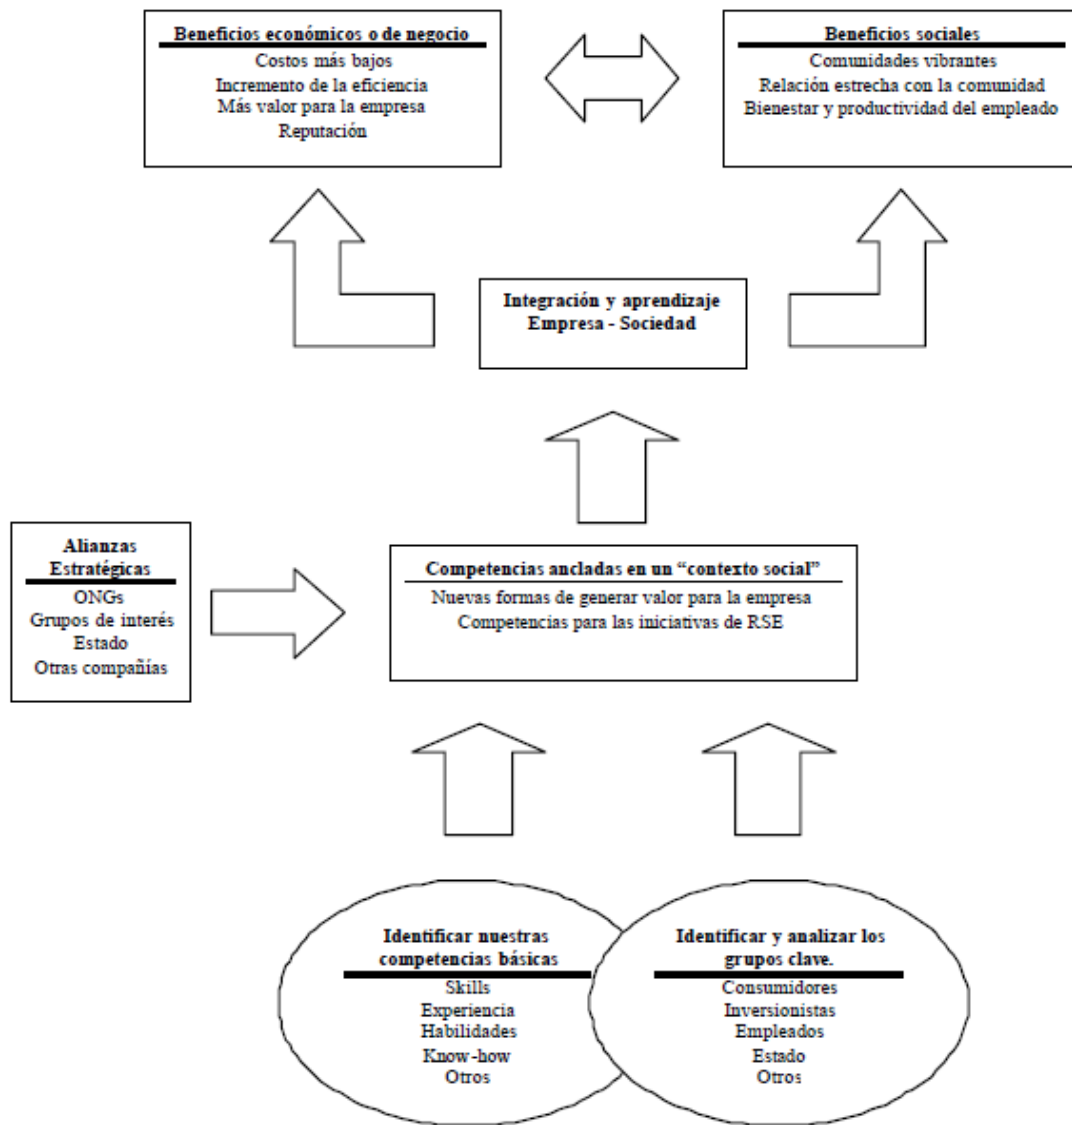 Beneficios económicos o de negocio
Costos más bajos
Incremento de la eficiencia
Más valor para la empresa
Reputación
Beneficios sociales
Comunidades vibrantes
Relación estrecha con la comunidad
Bienestar y productividad del empleado
Integración y aprendizaje
Empresa - Sociedad
Alianzas
Estratégicas
ONGs
Grupos de interés
Estado
Otras compañías
Competencias ancladas en un “contexto social”
Nuevas formas de generar valor para la empresa
Competencias para las iniciativas de RSE
Identificar nuestras
competencias básicas
Skills
Experiencia
Habilidades
Know-how
Otros
Identificar y analizar los
grupos clave.
Consumidores
Inversionistas
Empleados
Estado
Otros